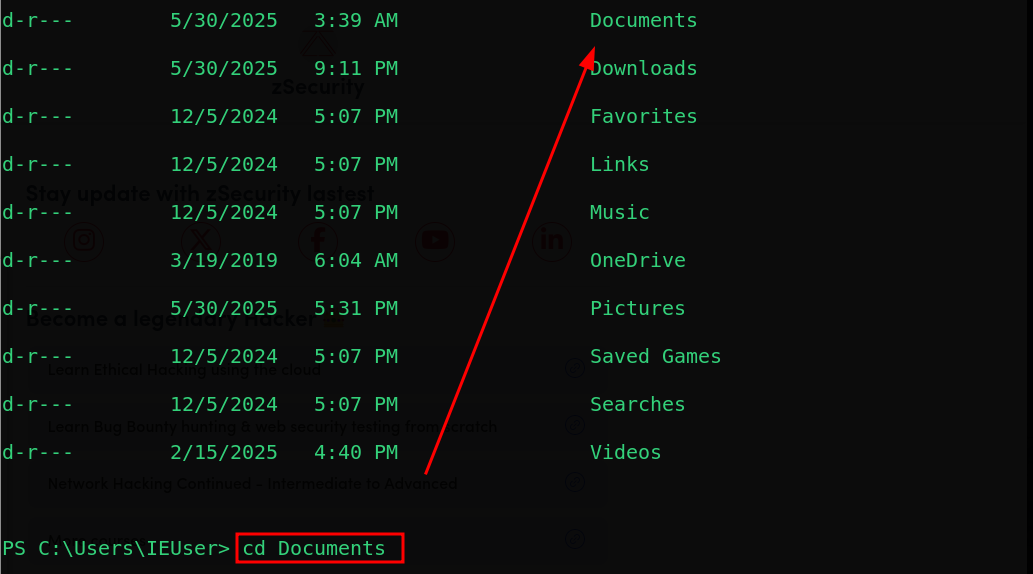 d-r--- 5/30/2025 3:39 AM Documents
d-r--- 5/30/2025 9:11 PM Downloads
zSecurity
d-r--- 12/5/2024 5:07 PM Favorites
d-r--- 12/5/2024 5:07 PM Links
Stay update with zSecurity lastest
d-r--- 12/5/2024 5:07 PM Music
d-r--- 3/19/2019 6:04 AM OneDrive
d-r--- 5/30/2025 5:31 PM Pictures
Become a legendary Hacker
d-r--- 12/5/2024 5:07 PM Saved Games
Learn Ethical Hacking using the cloud
d-r--- 12/5/2024 5:07 PM Searches
Learn Bug Bounty hunting & web security testing from scratch
d-r--- 2/15/2025 4:40 PM Videos
Network Hacking Continued - Intermediate to Advanced
PS C:\Users\IEUser> cd Documents